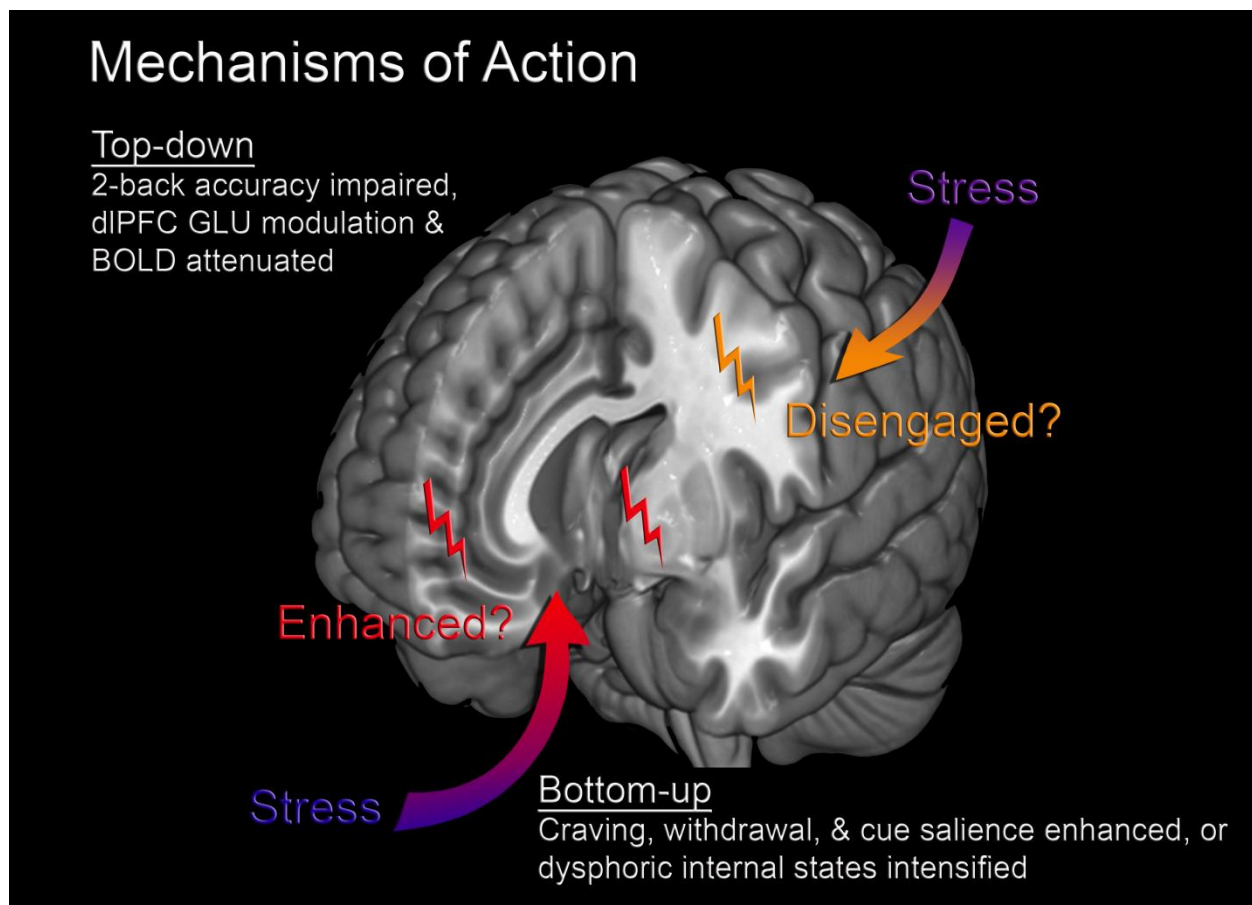 Mechanisms of Action
Top-down
2-back accuracy impaired,
dlPFC GLU modulation &
BOLD attenuated
Stress
Disengaged?
Enhanced?
Stress
Bottom-up
Craving, withdrawal, & cue salience enhanced, or
dysphoric internal states intensified